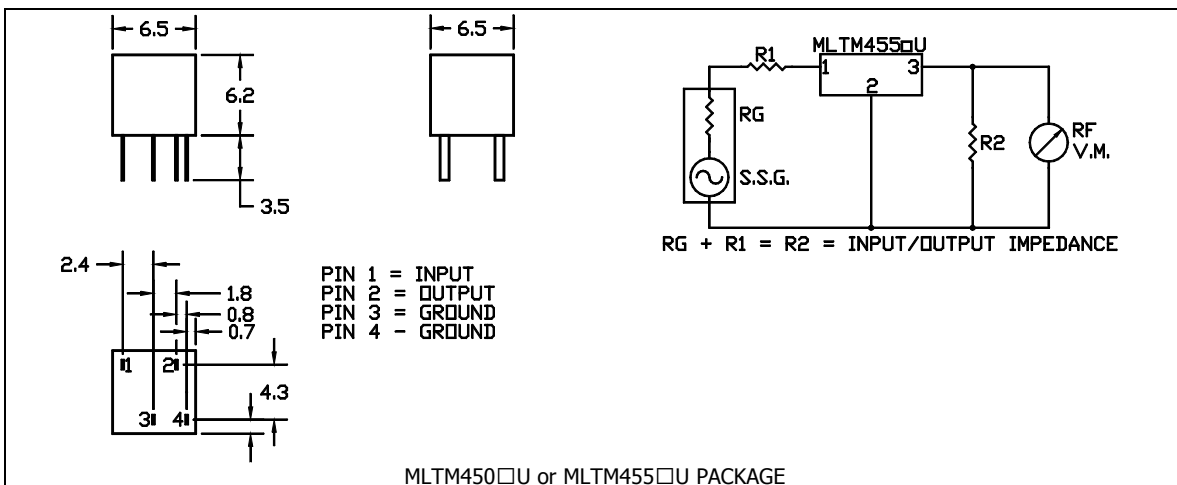 6.5
6.2
3.5
6.5
MLTM455□U
R1
1
3
2
RG
S.S.G.
R2
RF
V.M.
RG + R1 = R2 = INPUT/OUTPUT IMPEDANCE
2.4
1.8
0.8
0.7
PIN 1 = INPUT
PIN 2 = OUTPUT
PIN 3 = GROUND
PIN 4 - GROUND
1
2
3
4
4.3
MLTM450□U or MLTM455□U PACKAGE